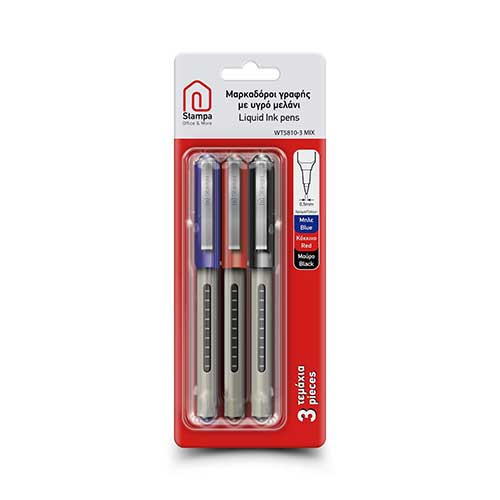 Stampa
Office & More
Μαρκαδόροι γραφής
με υγρό μελάνι
Liquid Ink pens
WTS810-3 MIX
0,5mm
Μπλε
Blue
Κόκκινο
Red
Μαύρο
Black
3 τεμάχια
pieces